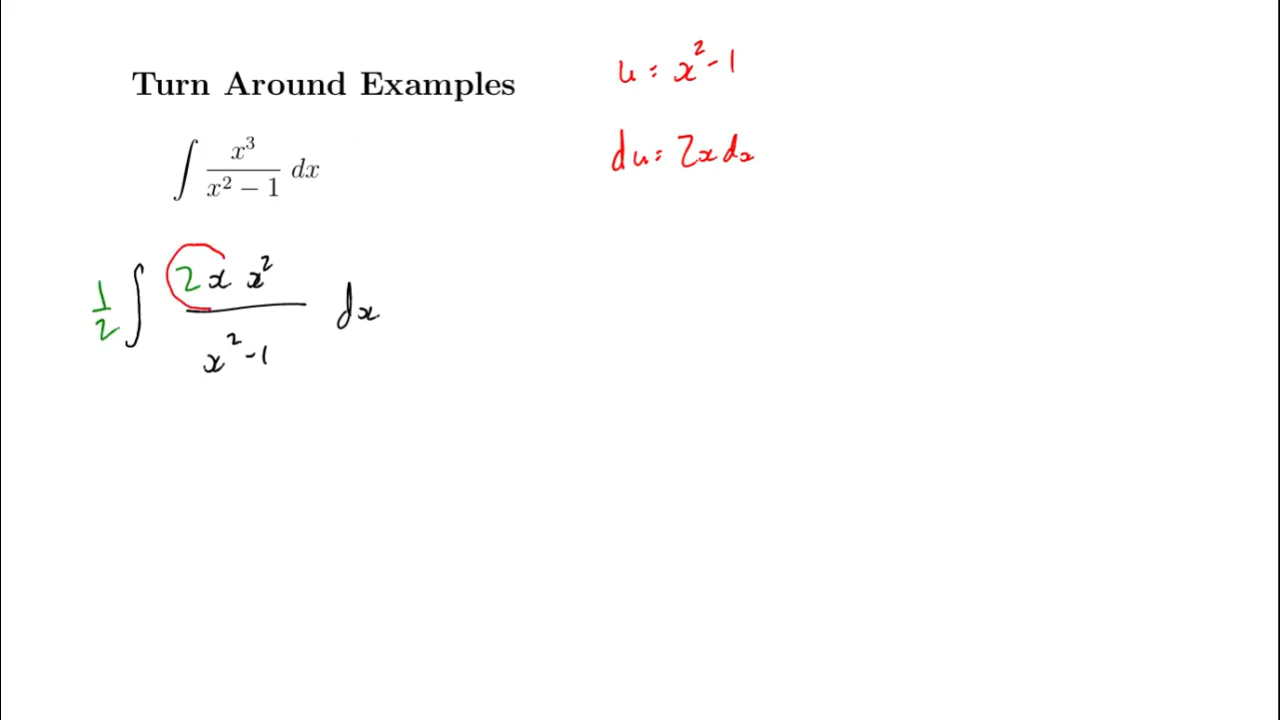 Turn Around Examples
∫ x³/(x² − 1) dx
u = x² - 1
du = 2x dx
1/2 ∫ 2x x²/(x² - 1) dx